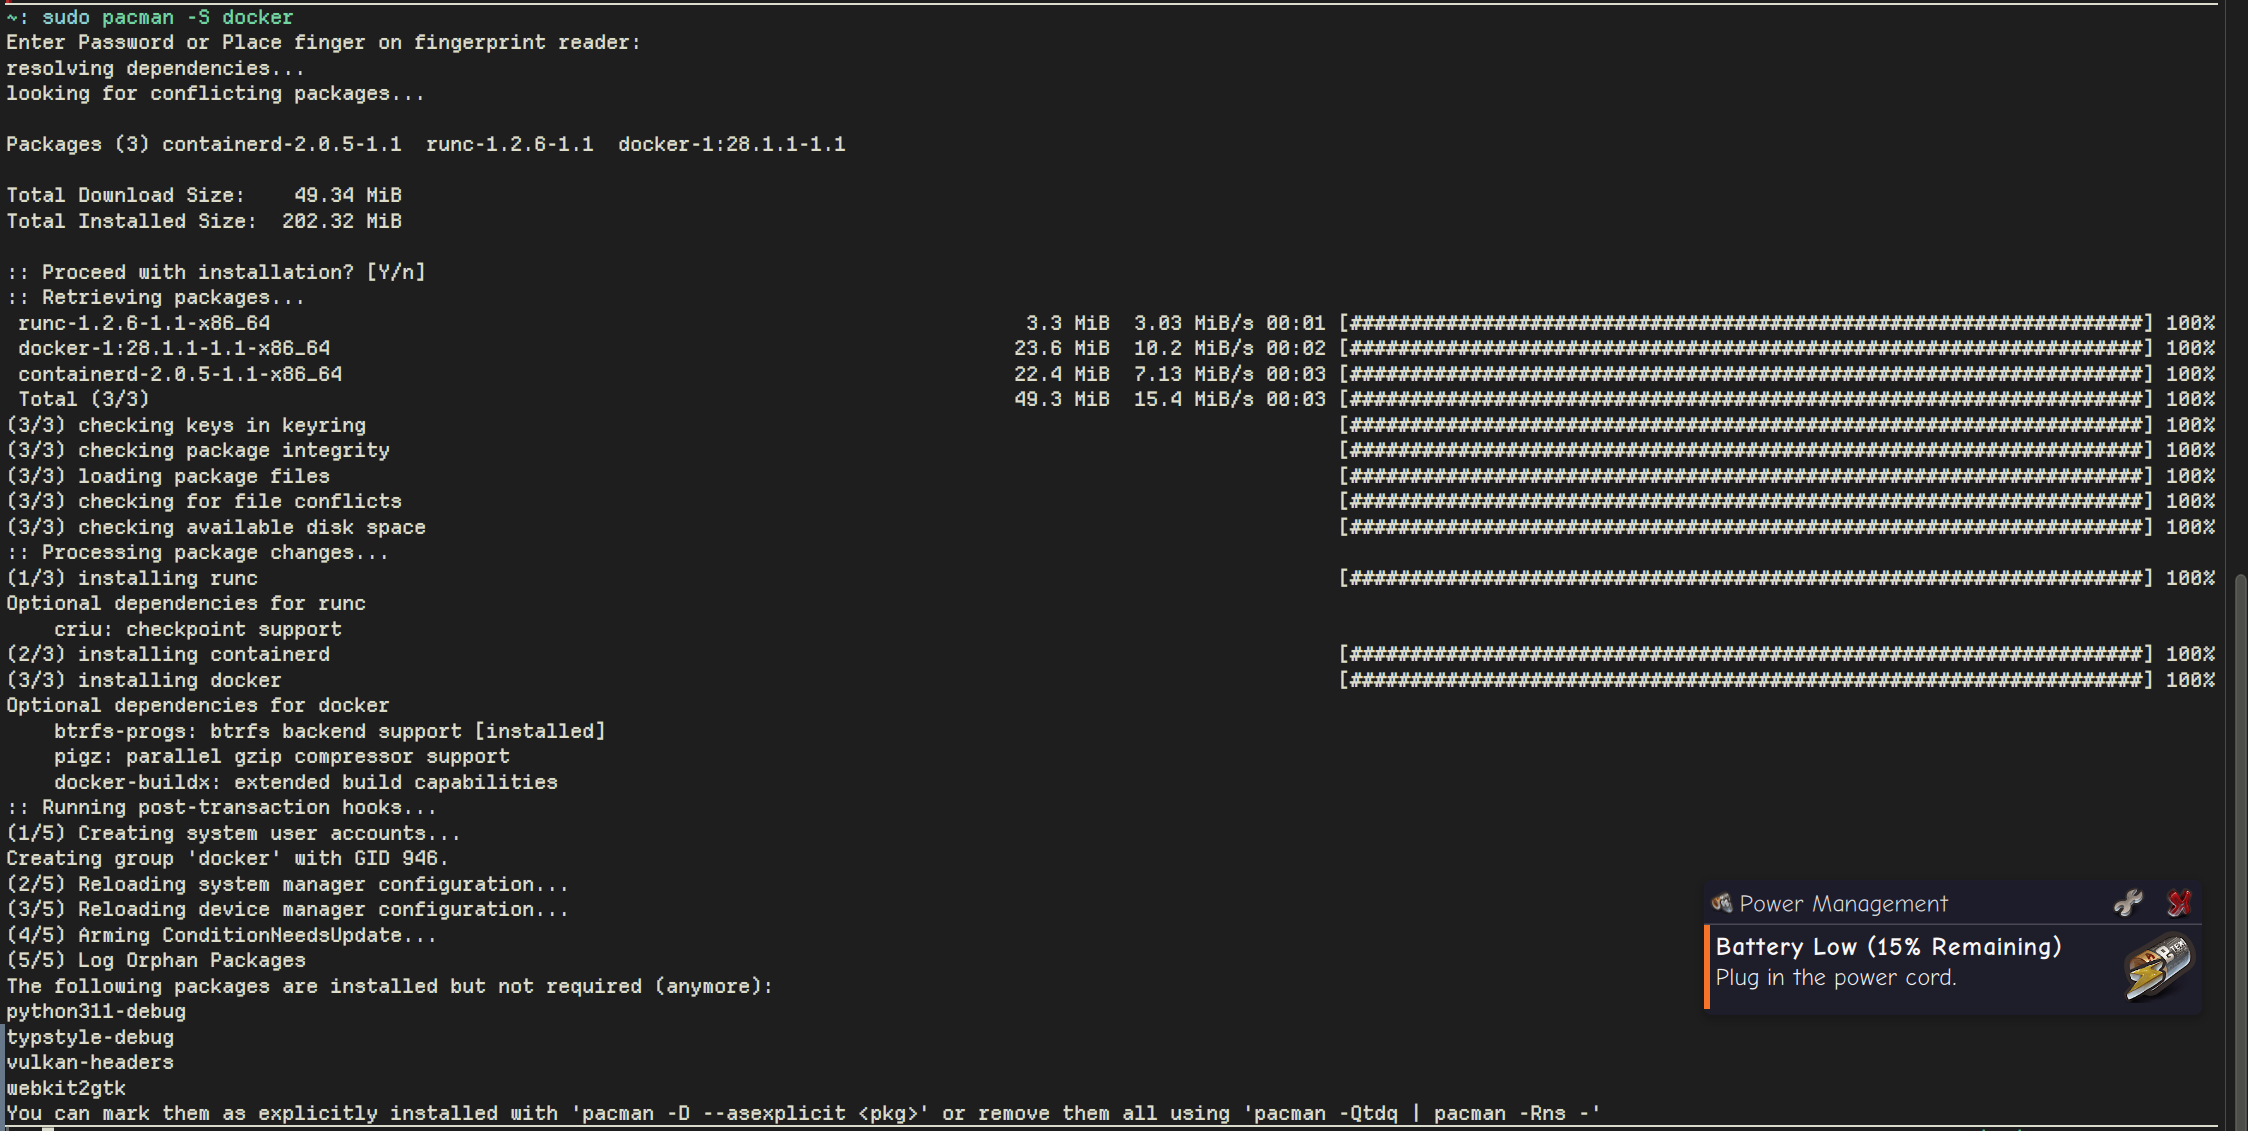 ~: sudo pacman -S docker
Enter Password or Place finger on fingerprint reader:
resolving dependencies...
looking for conflicting packages...
Packages (3) containerd-2.0.5-1.1  runc-1.2.6-1.1  docker-1:28.1.1-1.1
Total Download Size:    49.34 MiB
Total Installed Size:  202.32 MiB
:: Proceed with installation? [Y/n]
:: Retrieving packages...
runc-1.2.6-1.1-x86_64 3.3 MiB 3.03 MiB/s 00:01 [##################################################################] 100%
docker-1:28.1.1-1.1-x86_64 23.6 MiB 10.2 MiB/s 00:02 [##################################################################] 100%
containerd-2.0.5-1.1-x86_64 22.4 MiB 7.13 MiB/s 00:03 [##################################################################] 100%
Total (3/3) 49.3 MiB 15.4 MiB/s 00:03 [##################################################################] 100%
(3/3) checking keys in keyring [##################################################################] 100%
(3/3) checking package integrity [##################################################################] 100%
(3/3) loading package files [##################################################################] 100%
(3/3) checking for file conflicts [##################################################################] 100%
(3/3) checking available disk space [##################################################################] 100%
:: Processing package changes...
(1/3) installing runc [##################################################################] 100%
Optional dependencies for runc
    criu: checkpoint support
(2/3) installing containerd [##################################################################] 100%
(3/3) installing docker [##################################################################] 100%
Optional dependencies for docker
    btrfs-progs: btrfs backend support [installed]
    pigz: parallel gzip compressor support
    docker-buildx: extended build capabilities
:: Running post-transaction hooks...
(1/5) Creating system user accounts...
Creating group 'docker' with GID 946.
(2/5) Reloading system manager configuration...
(3/5) Reloading device manager configuration...
(4/5) Arming ConditionNeedsUpdate...
(5/5) Log Orphan Packages
The following packages are installed but not required (anymore):
python311-debug
typstyle-debug
vulkan-headers
webkit2gtk
You can mark them as explicitly installed with 'pacman -D --asexplicit <pkg>' or remove them all using 'pacman -Qtdq | pacman -Rns -'
Power Management
Battery Low (15% Remaining)
Plug in the power cord.